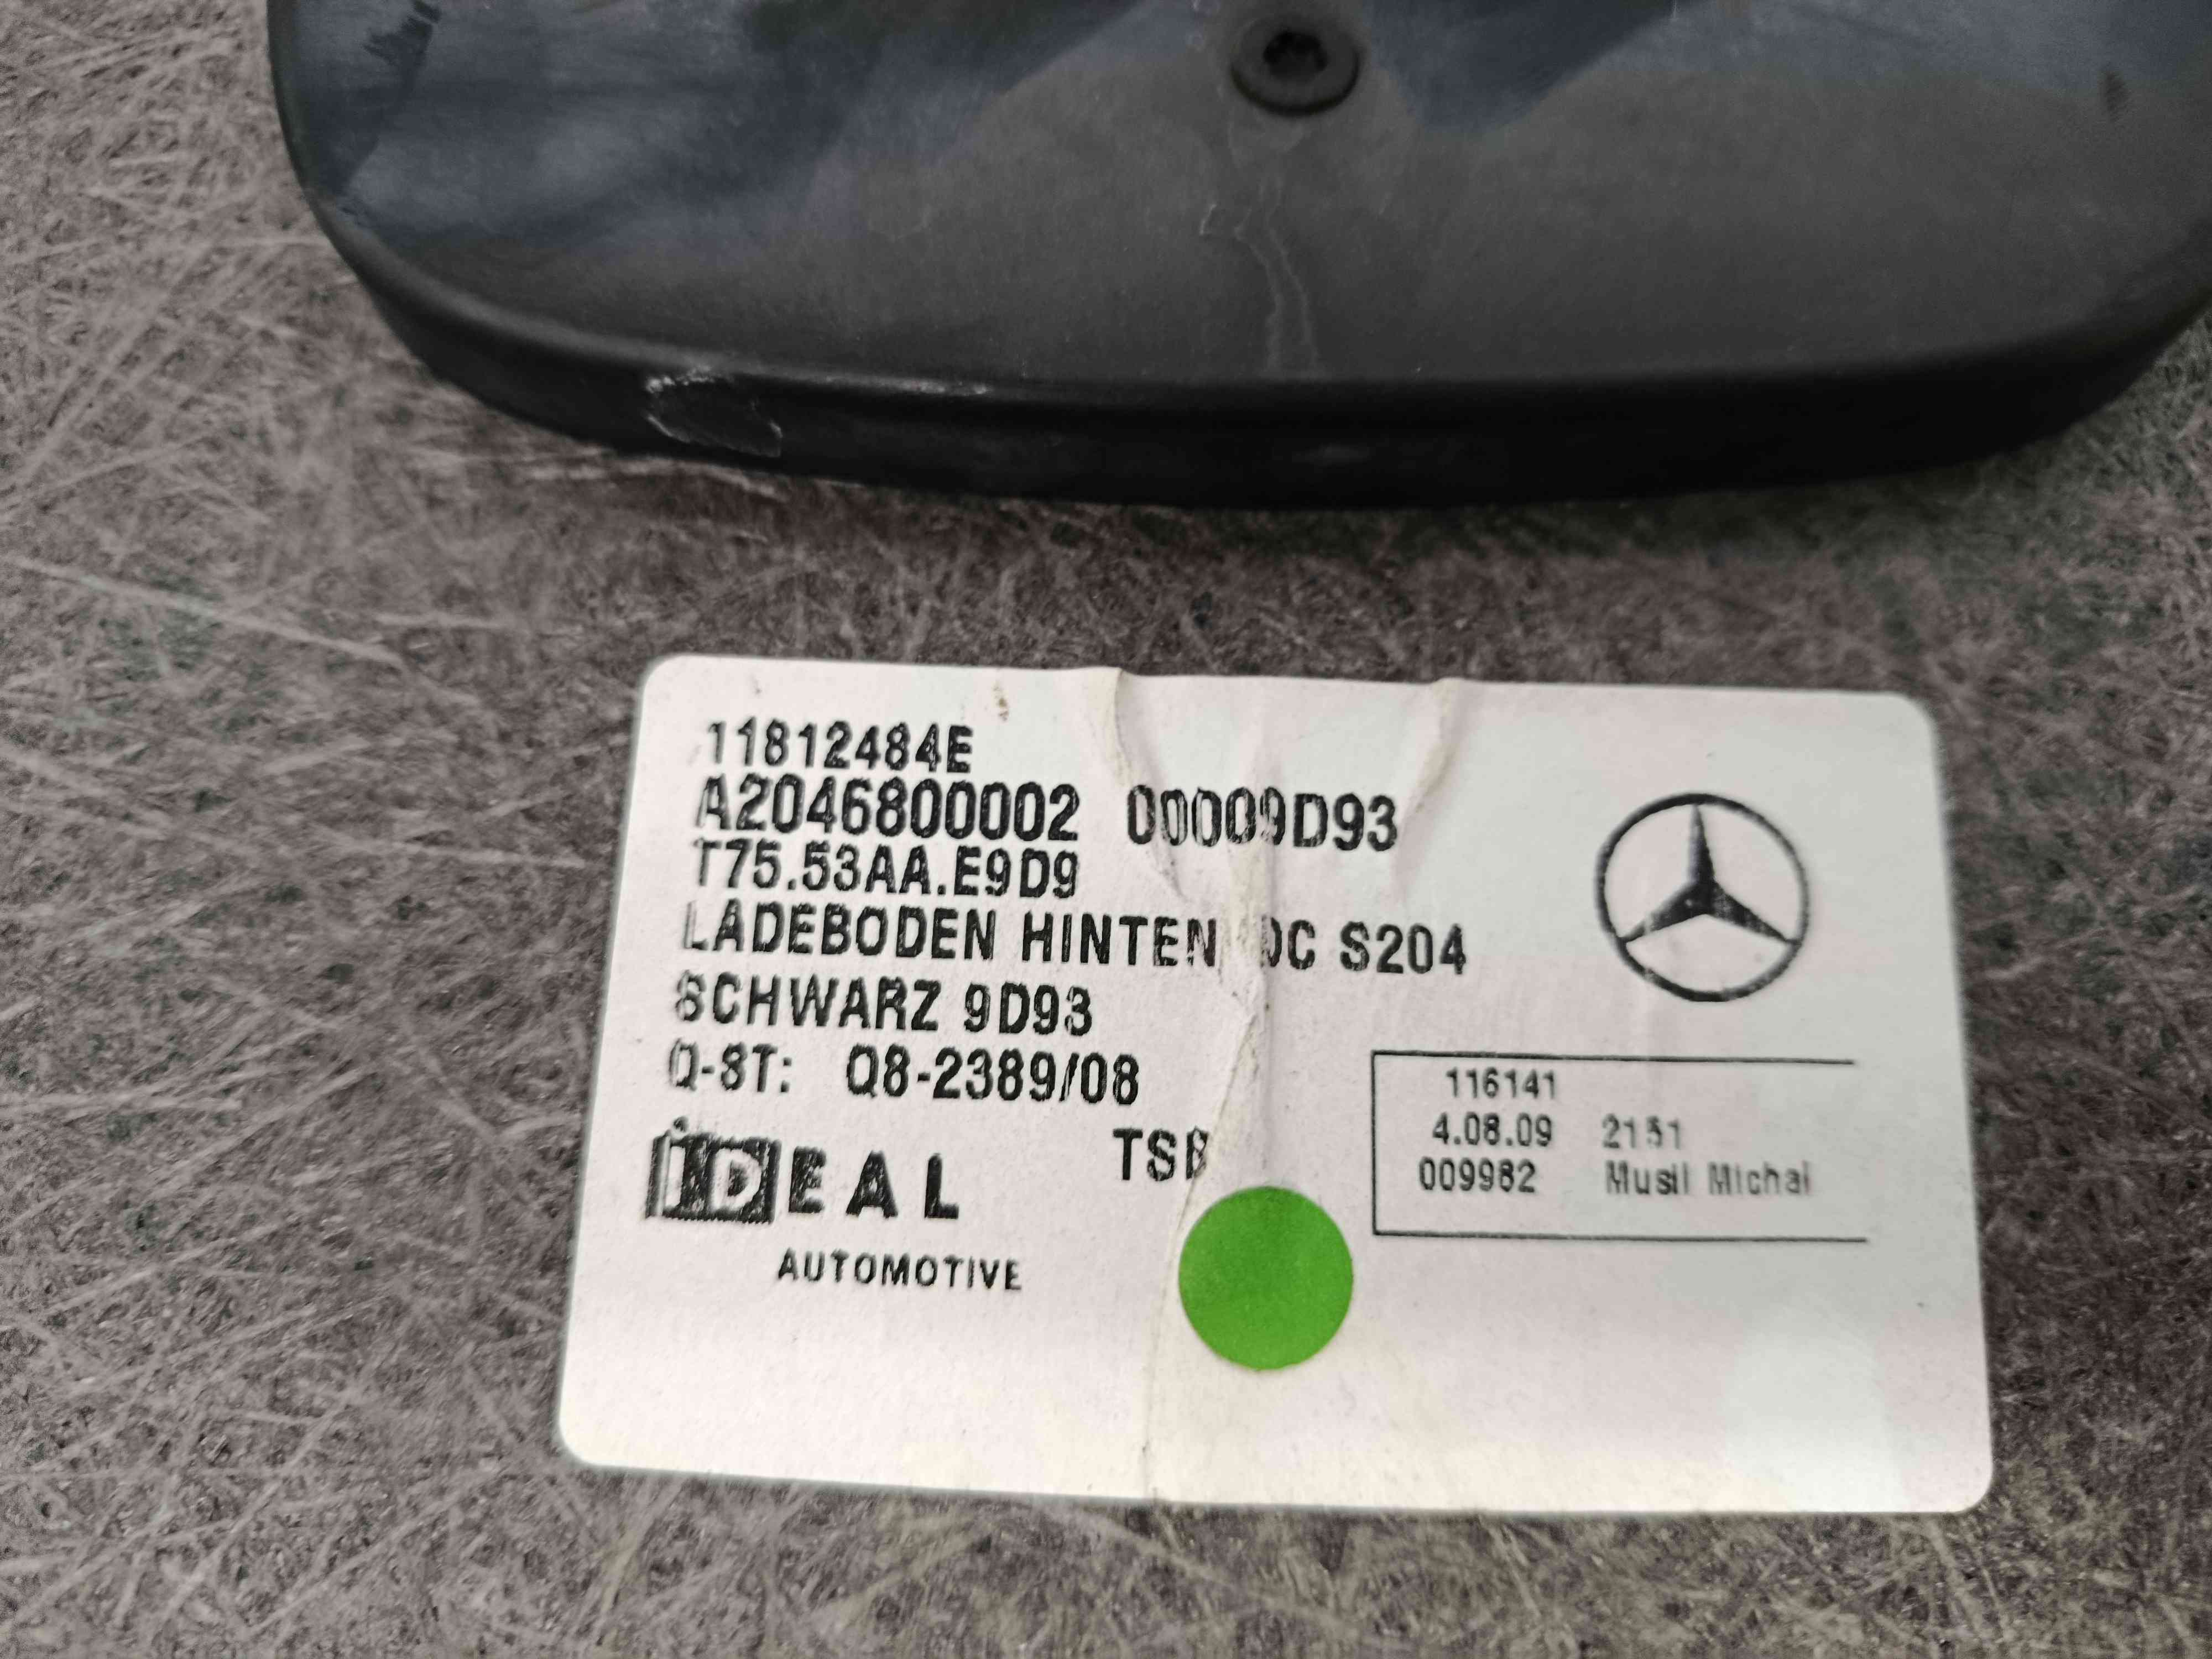 11812484E
A2046800002 00009D93
T75.53AA.E9D9
LADEBODEN HINTEN S204
SCHWARZ 9D93
Q-ST: Q8-2389/08
iDEAL TSB
AUTOMOTIVE
116141
4.08.09 2151
009982 Musil Michal